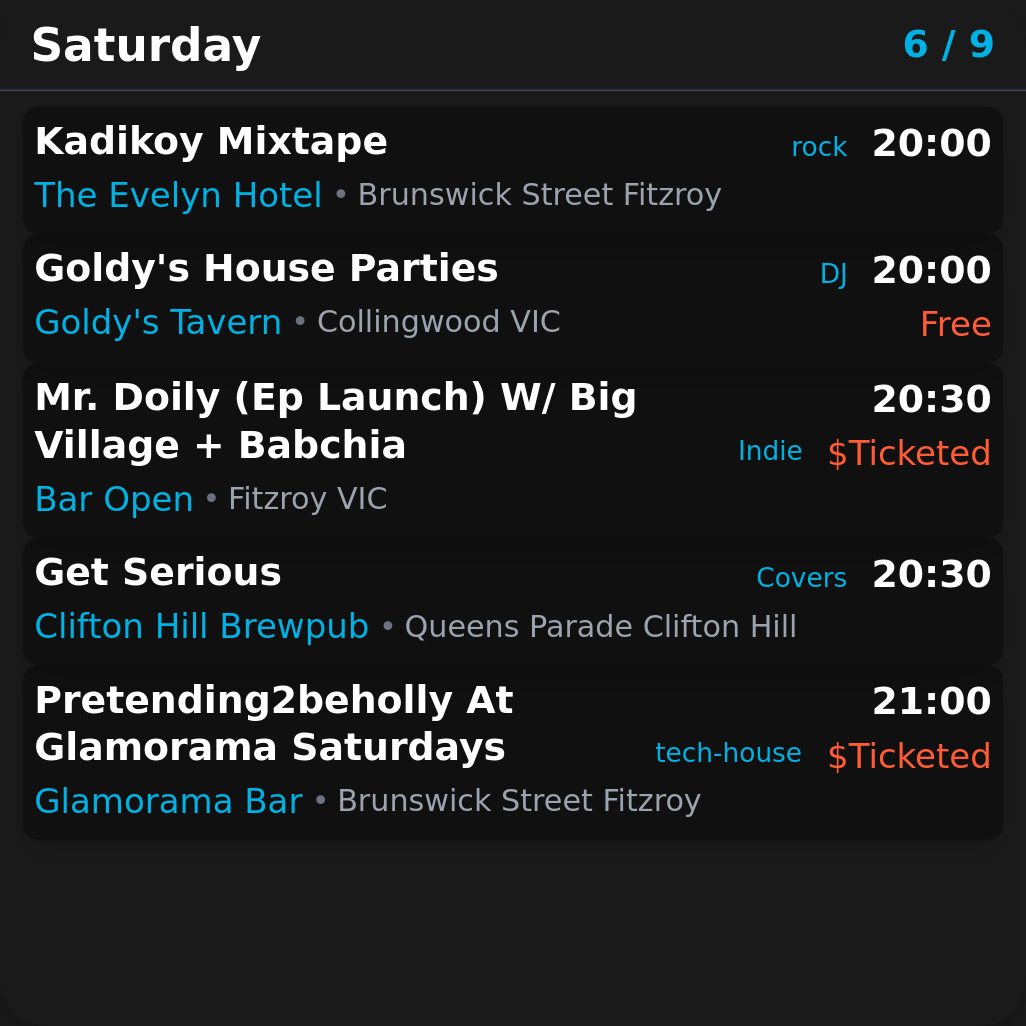 Saturday 6 / 9
Kadikoy Mixtape rock 20:00
The Evelyn Hotel • Brunswick Street Fitzroy
Goldy's House Parties DJ 20:00
Goldy's Tavern • Collingwood VIC Free
Mr. Doily (Ep Launch) W/ Big 20:30
Village + Babchia Indie $Ticketed
Bar Open • Fitzroy VIC
Get Serious Covers 20:30
Clifton Hill Brewpub • Queens Parade Clifton Hill
Pretending2beholly At 21:00
Glamorama Saturdays tech-house $Ticketed
Glamorama Bar • Brunswick Street Fitzroy